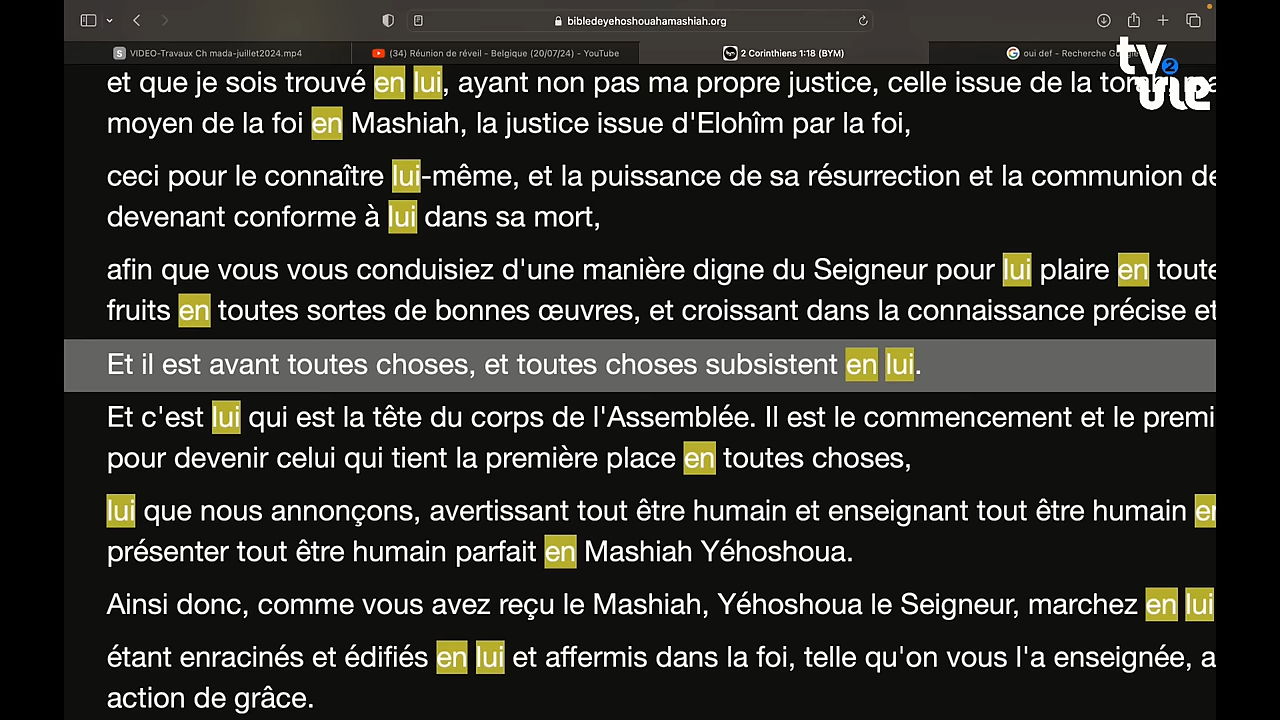 bibledeyehoshouahamashiah.org
VIDEO-Travaux Ch mada-juillet2024.mp4
(34) Réunion de réveil - Belgique (20/07/24) - YouTube
2 Corinthiens 1:18 (BYM)
oui def - Recherche
tv 2 vie
et que je sois trouvé en lui, ayant non pas ma propre justice, celle issue de la
moyen de la foi en Mashiah, la justice issue d'Elohîm par la foi,
ceci pour le connaître lui-même, et la puissance de sa résurrection et la communion de
devenant conforme à lui dans sa mort,
afin que vous vous conduisiez d'une manière digne du Seigneur pour lui plaire en toute
fruits en toutes sortes de bonnes œuvres, et croissant dans la connaissance précise et
Et il est avant toutes choses, et toutes choses subsistent en lui.
Et c'est lui qui est la tête du corps de l'Assemblée. Il est le commencement et le premi
pour devenir celui qui tient la première place en toutes choses,
lui que nous annonçons, avertissant tout être humain et enseignant tout être humain
présenter tout être humain parfait en Mashiah Yéhoshoua.
Ainsi donc, comme vous avez reçu le Mashiah, Yéhoshoua le Seigneur, marchez en lui
étant enracinés et édifiés en lui et affermis dans la foi, telle qu'on vous l'a enseignée, a
action de grâce.